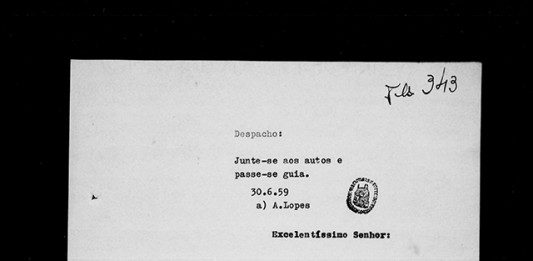 Fls 343
Despacho:
Junte-se aos autos e
passe-se guia.
30.6.59
a) A.Lopes
Excelentíssimo Senhor: